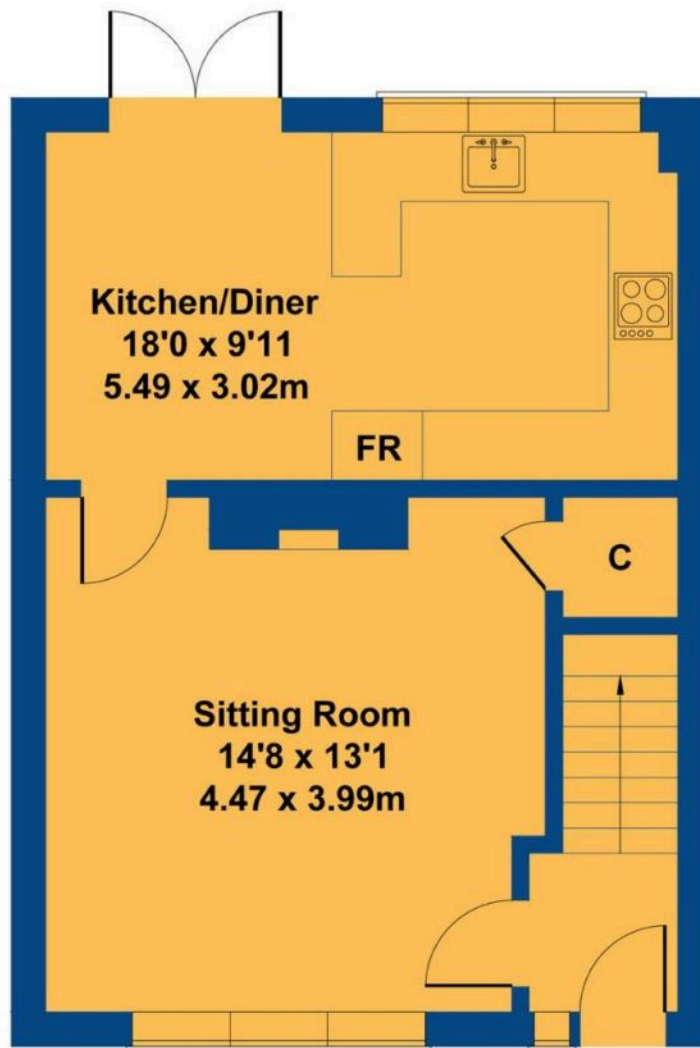 Kitchen/Diner
18'0 x 9'11
5.49 x 3.02m
FR
C
Sitting Room
14'8 x 13'1
4.47 x 3.99m